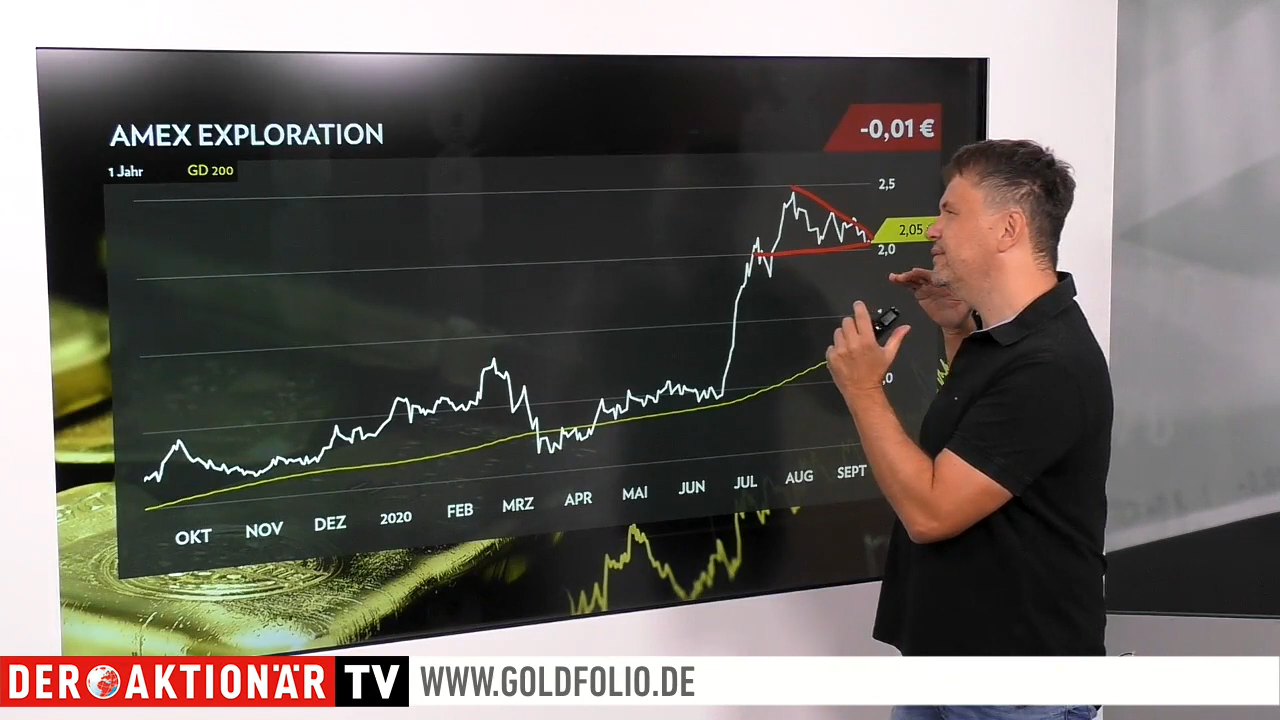 AMEX EXPLORATION
-0,01 €
1 Jahr GD 200
2,5
2,05
2,0
OKT NOV DEZ 2020 FEB MRZ APR MAI JUN JUL AUG SEPT
DER AKTIONÄR TV WWW.GOLDFOLIO.DE